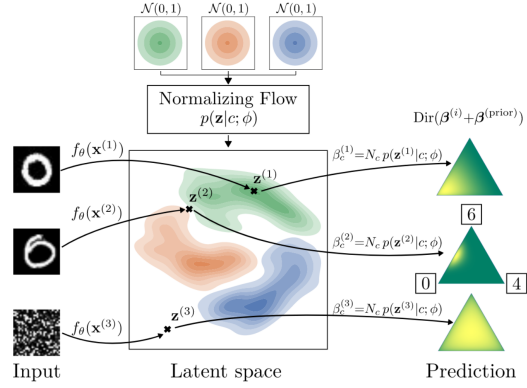 𝒩(0, 1) 𝒩(0, 1) 𝒩(0, 1)
Normalizing Flow
p(𝐳|c; ϕ)
Dir(𝜷⁽ⁱ⁾+𝜷⁽ᵖʳⁱᵒʳ⁾)
f_θ(𝐱⁽¹⁾)
𝐳⁽¹⁾
β_c⁽¹⁾=N_c p(𝐳⁽¹⁾|c; ϕ)
f_θ(𝐱⁽²⁾)
𝐳⁽²⁾
6
β_c⁽²⁾=N_c p(𝐳⁽²⁾|c; ϕ)
0 4
f_θ(𝐱⁽³⁾)
𝐳⁽³⁾
β_c⁽³⁾=N_c p(𝐳⁽³⁾|c; ϕ)
Input Latent space Prediction